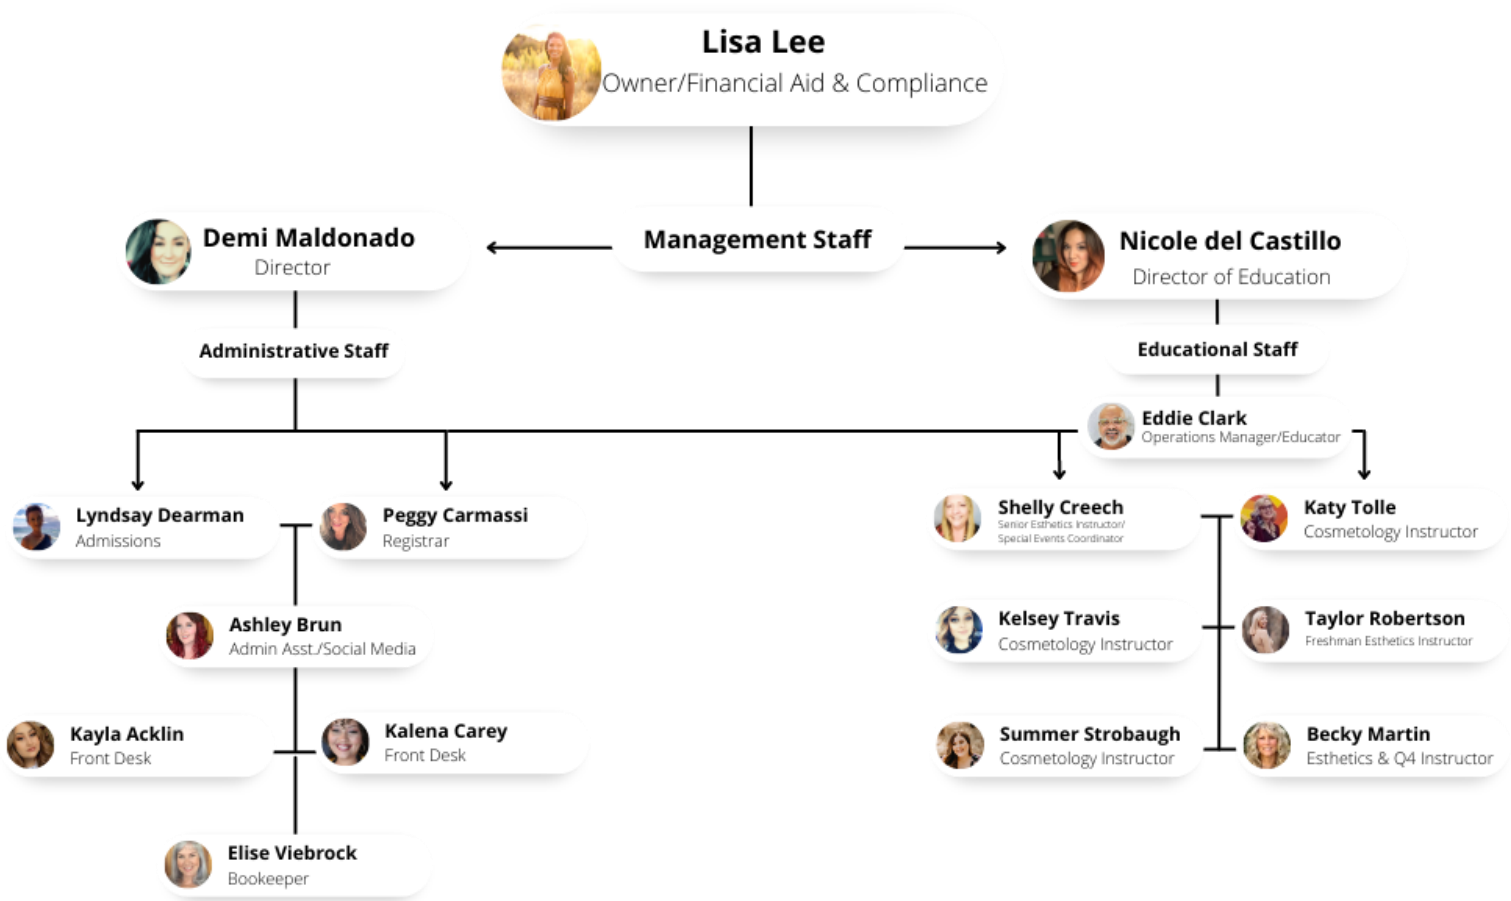 Lisa Lee
Owner/Financial Aid & Compliance
Demi Maldonado
Director
Management Staff
Nicole del Castillo
Director of Education
Administrative Staff
Educational Staff
Eddie Clark
Operations Manager/Educator
Lyndsay Dearman
Admissions
Peggy Carmassi
Registrar
Shelly Creech
Senior Esthetics Instructor/
Special Events Coordinator
Katy Tolle
Cosmetology Instructor
Ashley Brun
Admin Asst./Social Media
Kelsey Travis
Cosmetology Instructor
Taylor Robertson
Freshman Esthetics Instructor
Kayla Acklin
Front Desk
Kalena Carey
Front Desk
Summer Strobaugh
Cosmetology Instructor
Becky Martin
Esthetics & Q4 Instructor
Elise Viebrock
Bookeeper